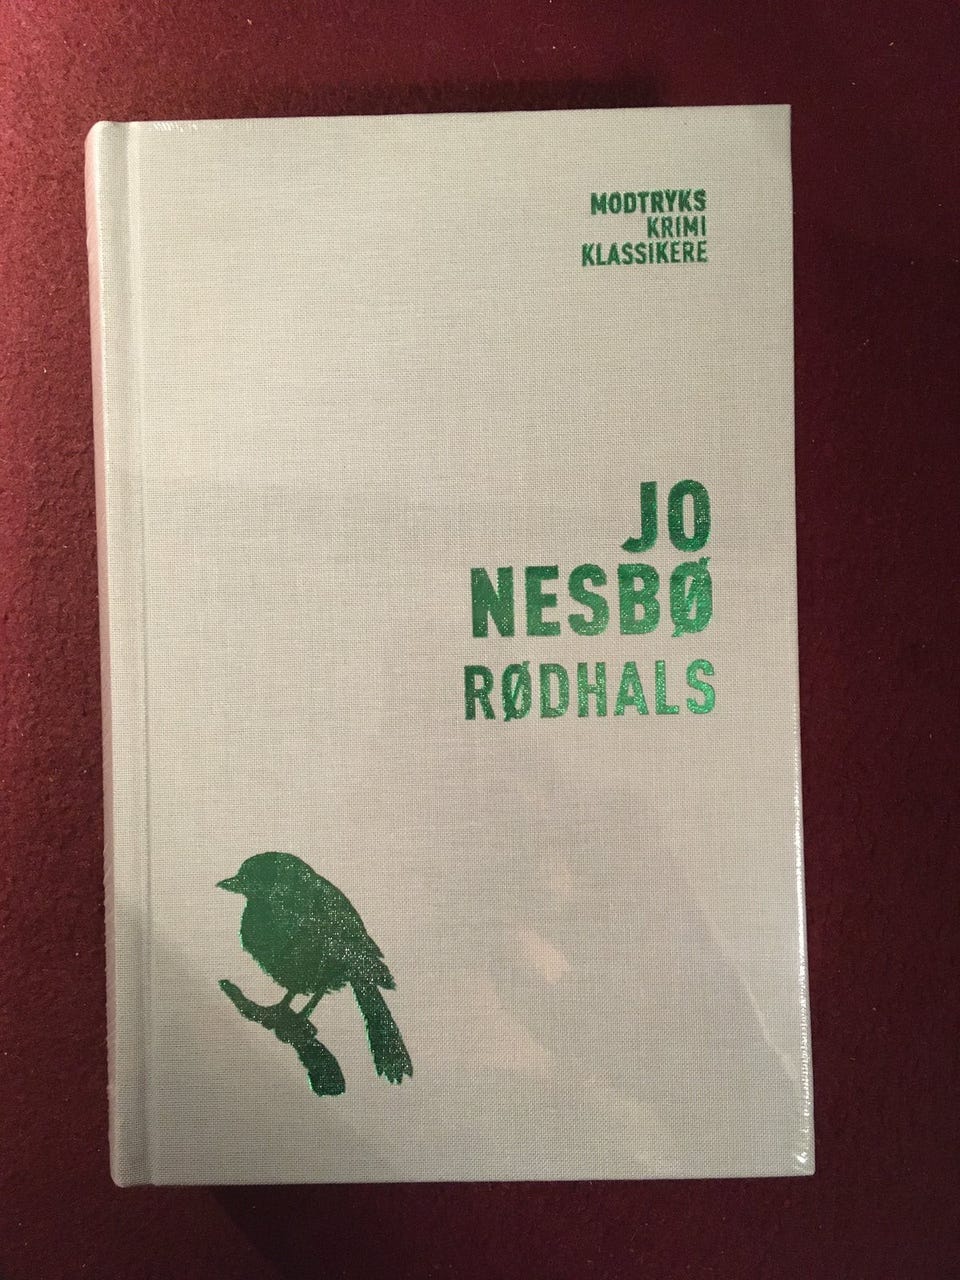 MODTRYKS
KRIMI
KLASSIKERE
JO
NESBØ
RØDHALS